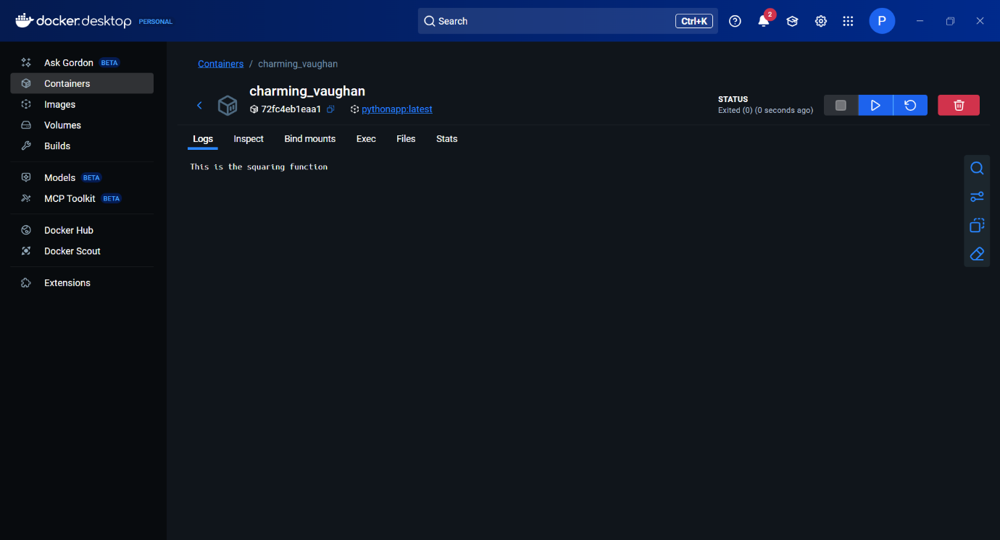 docker.desktop PERSONAL
Search Ctrl+K
2
P
Ask Gordon BETA
Containers
Images
Volumes
Builds
Models BETA
MCP Toolkit BETA
Docker Hub
Docker Scout
Extensions
Containers / charming_vaughan
charming_vaughan
72fc4eb1eaa1 pythonapp:latest
STATUS
Exited (0) (0 seconds ago)
Logs Inspect Bind mounts Exec Files Stats
This is the squaring function